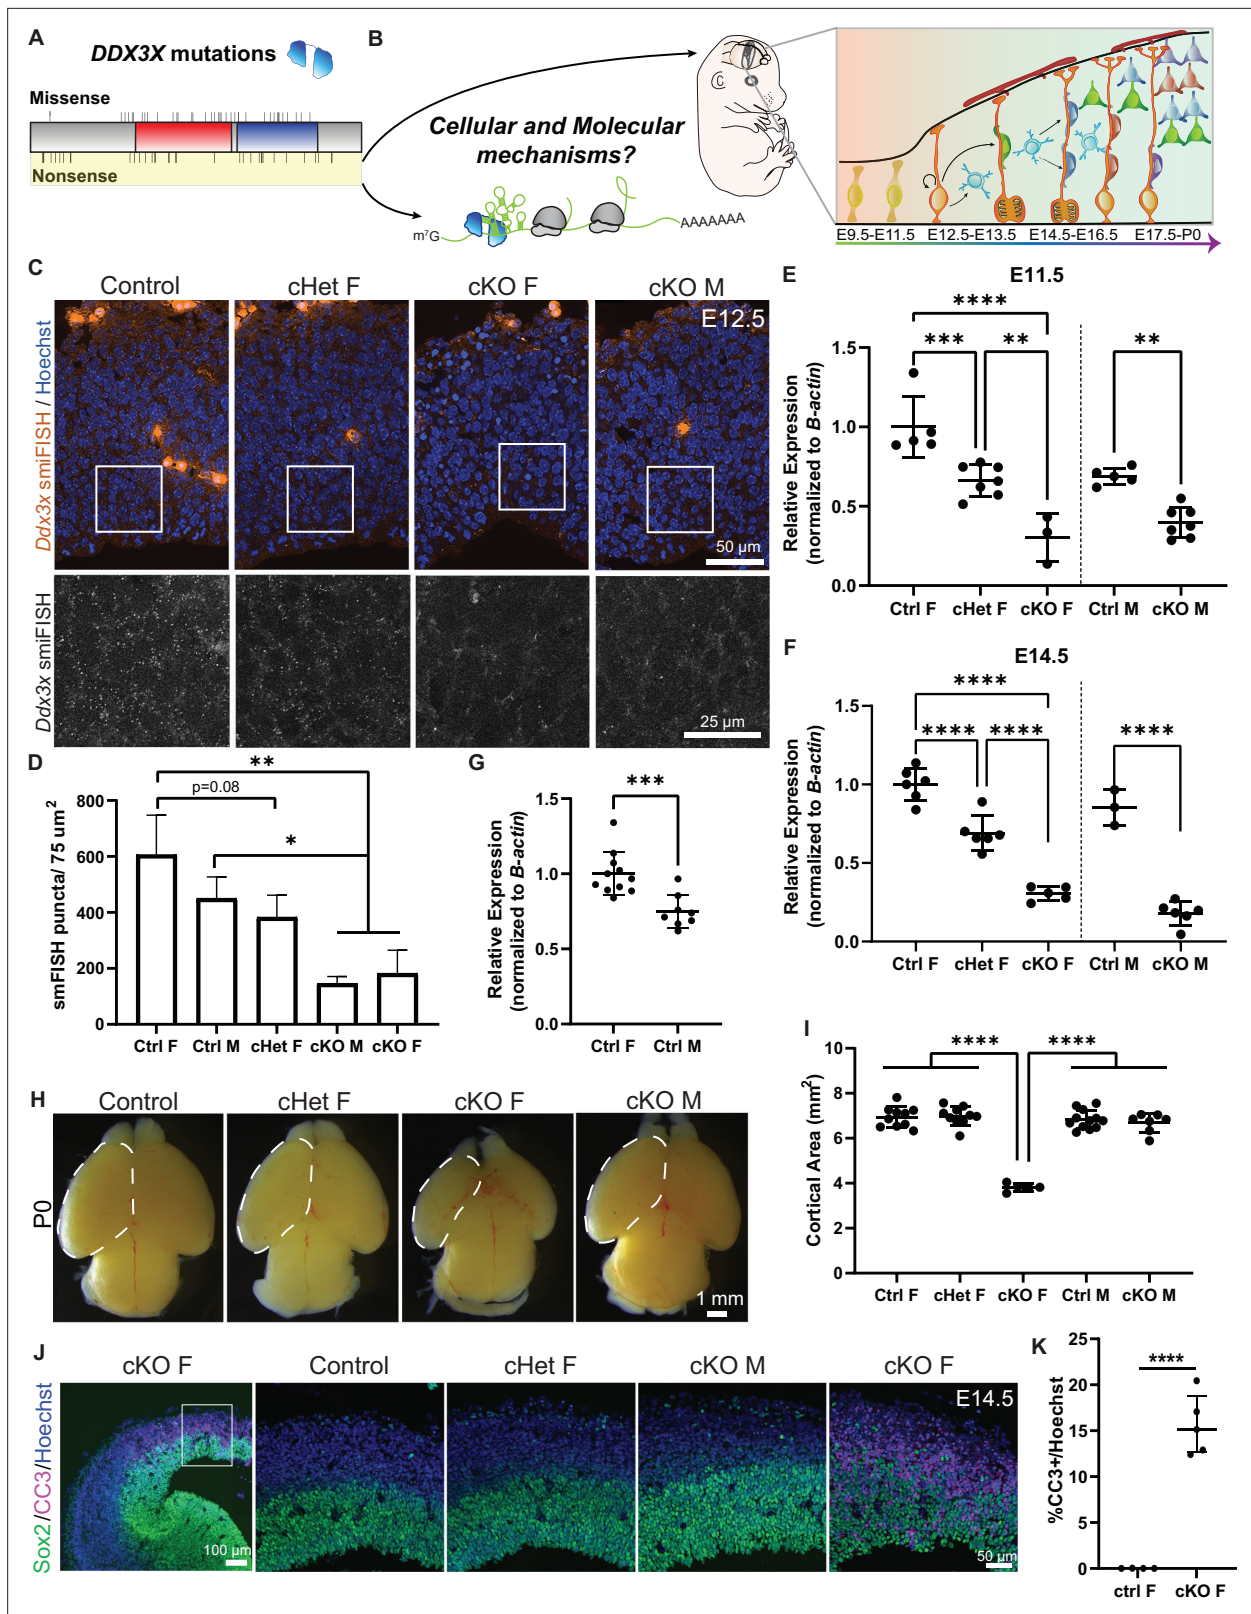 A
DDX3X mutations
Missense
Nonsense
B
Cellular and Molecular
mechanisms?
m⁷G
AAAAAAA
E9.5-E11.5 E12.5-E13.5 E14.5-E16.5 E17.5-P0
C
Control cHet F cKO F cKO M
E12.5
Ddx3x smiFISH / Hoechst
50 µm
Ddx3x smiFISH
25 µm
D
smFISH puncta/ 75 um²
800
600
400
200
0
**
p=0.08
*
Ctrl F Ctrl M cHet F cKO M cKO F
E
E11.5
Relative Expression
(normalized to B-actin)
1.5
1.0
0.5
0.0
****
*** ** **
Ctrl F cHet F cKO F Ctrl M cKO M
F
E14.5
Relative Expression
(normalized to B-actin)
1.5
1.0
0.5
0.0
****
**** **** ****
Ctrl F cHet F cKO F Ctrl M cKO M
G
Relative Expression
(normalized to B-actin)
1.5
1.0
0.5
0.0
***
Ctrl F Ctrl M
H
Control cHet F cKO F cKO M
P0
1 mm
I
Cortical Area (mm²)
10
8
6
4
2
0
**** ****
Ctrl F cHet F cKO F Ctrl M cKO M
J
cKO F Control cHet F cKO M cKO F
E14.5
Sox2/CC3/Hoechst
100 µm
50 µm
K
%CC3+/Hoechst
25
20
15
10
5
0
****
ctrl F cKO F